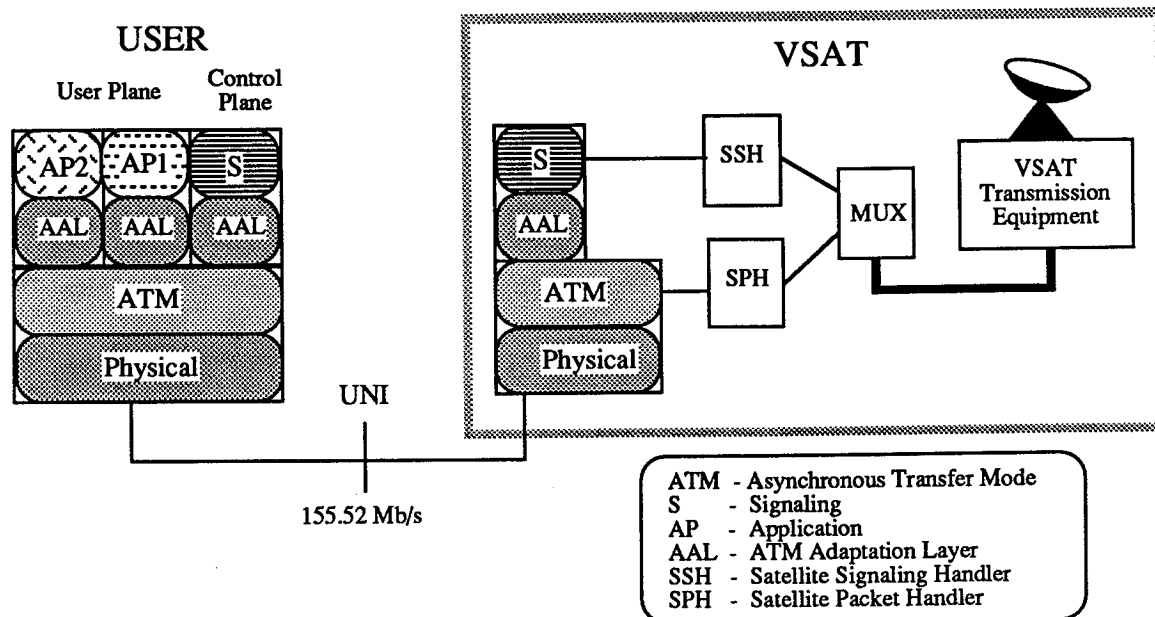 USER
User Plane
Control
Plane
AP2
AP1
S
AAL
AAL
AAL
ATM
Physical
UNI
155.52 Mb/s
VSAT
S
AAL
ATM
Physical
SSH
SPH
MUX
VSAT
Transmission
Equipment
ATM - Asynchronous Transfer Mode
S - Signaling
AP - Application
AAL - ATM Adaptation Layer
SSH - Satellite Signaling Handler
SPH - Satellite Packet Handler